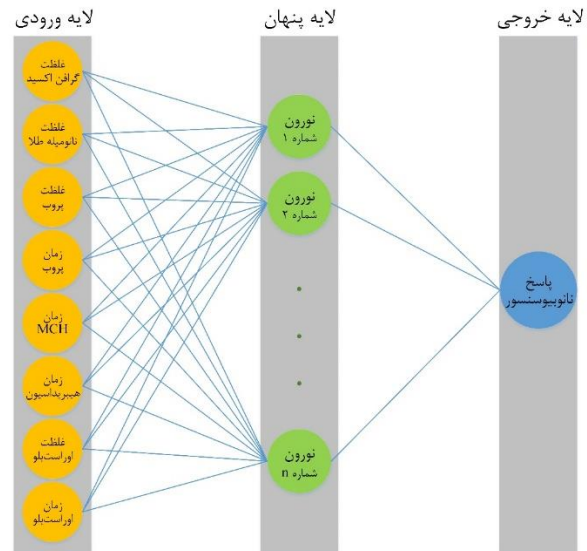 لایه ورودی
لایه پنهان
لایه خروجی
غلظت
گرافن اکسید
غلظت
نانومیله طلا
غلظت
پروب
زمان
پروب
زمان
MCH
زمان
هیبریداسیون
غلظت
اوراست‌بلو
زمان
اوراست‌بلو
نورون
شماره ۱
نورون
شماره ۲
نورون
شماره n
پاسخ
نانوبیوسنسور